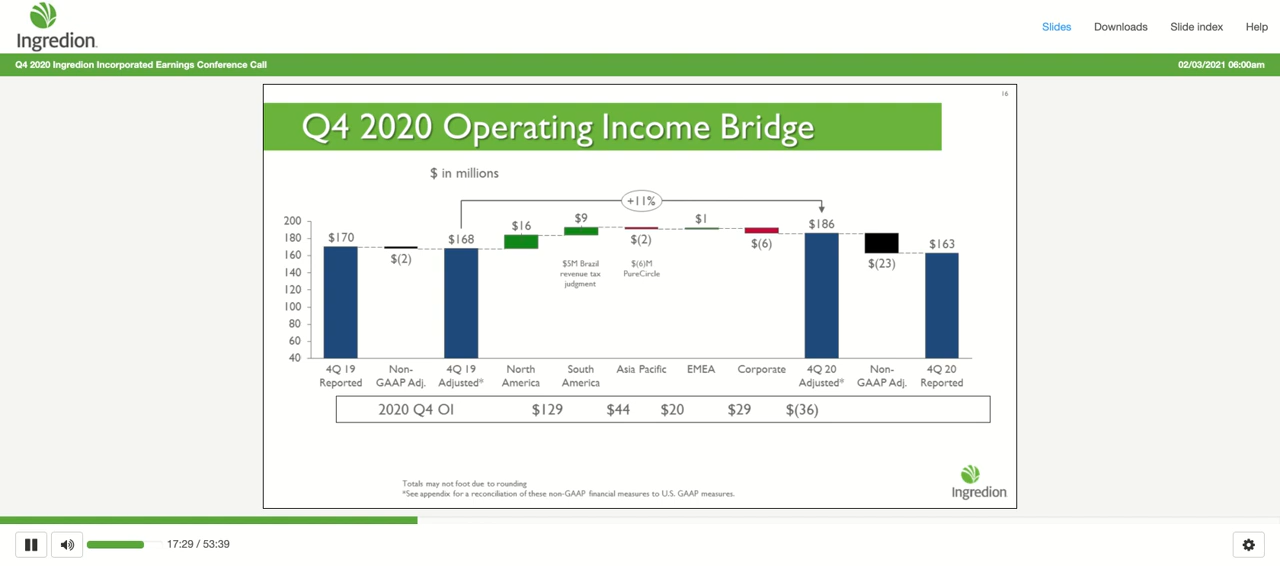 Ingredion.
Slides Downloads Slide index Help
Q4 2020 Ingredion Incorporated Earnings Conference Call 02/03/2021 06:00am
16
Q4 2020 Operating Income Bridge
$ in millions
+11%
200
180
160
140
120
100
80
60
40
$170
$(2)
$168
$16
$9
$(2)
$1
$(6)
$186
$(23)
$163
$5M Brazil
revenue tax
judgment
$(6)M
PureCircle
4Q 19
Reported
Non-
GAAP Adj.
4Q 19
Adjusted*
North
America
South
America
Asia Pacific
EMEA
Corporate
4Q 20
Adjusted*
Non-
GAAP Adj.
4Q 20
Reported
2020 Q4 OI $129 $44 $20 $29 $(36)
Totals may not foot due to rounding
*See appendix for a reconciliation of these non-GAAP financial measures to U.S. GAAP measures.
Ingredion
17:29 / 53:39